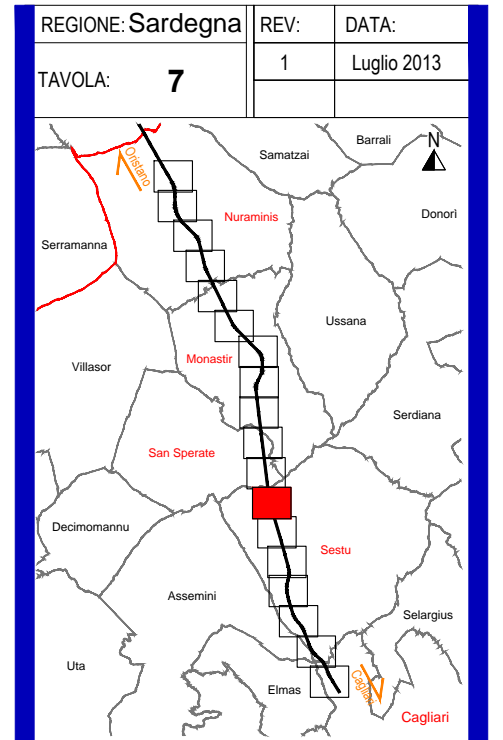 REGIONE: Sardegna
REV:
DATA:
TAVOLA: 7
1
Luglio 2013
Oristano
Samatzai
Barrali
N
Nuraminis
Donorì
Serramanna
Ussana
Villasor
Monastir
Serdiana
San Sperate
Decimomannu
Sestu
Assemini
Selargius
Uta
Elmas
Cagliari
Cagliari